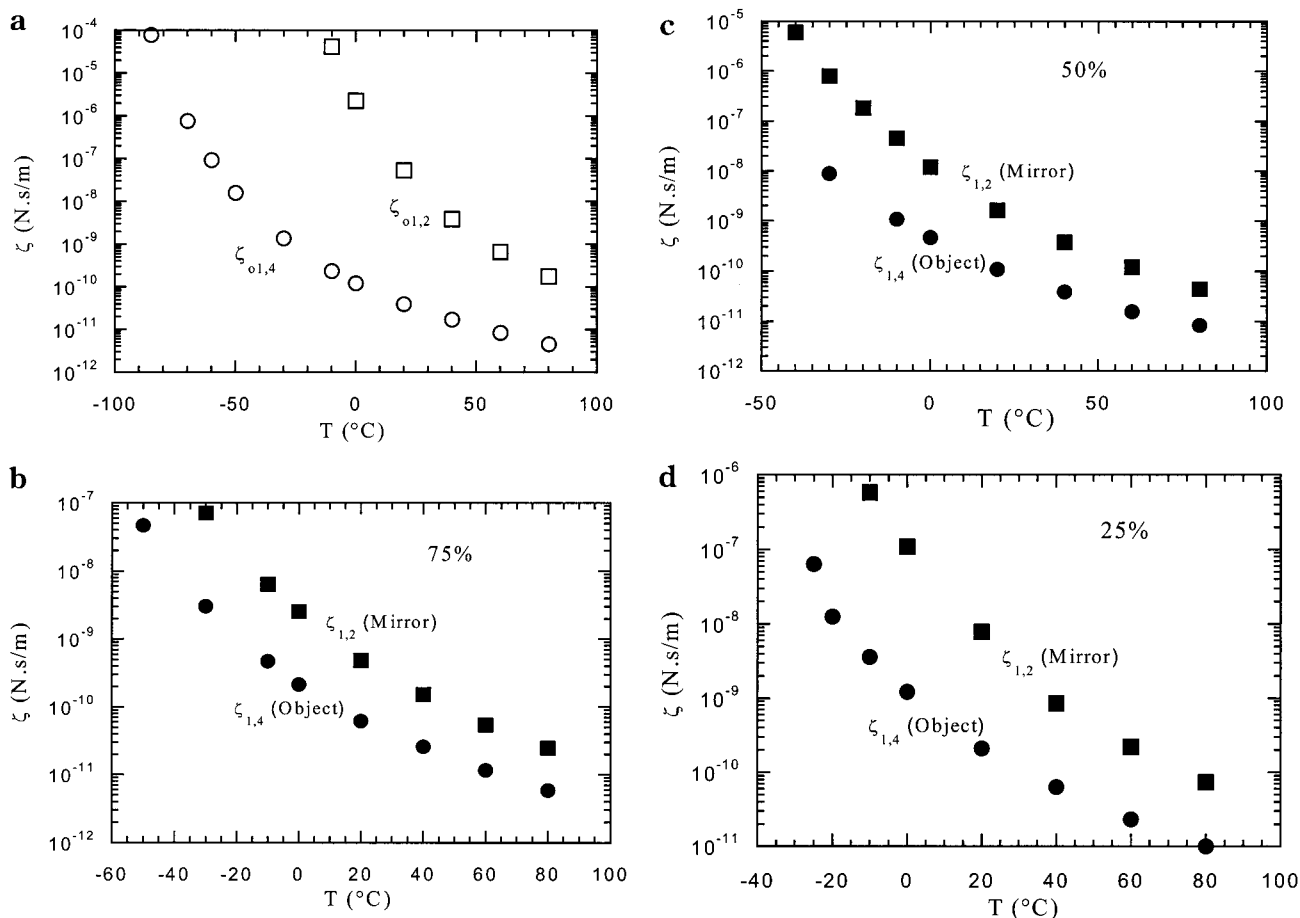 a
10⁻⁴
10⁻⁵
10⁻⁶
10⁻⁷
10⁻⁸
10⁻⁹
10⁻¹⁰
10⁻¹¹
10⁻¹²
ζ (N.s/m)
ζo1,2
ζo1,4
-100 -50 0 50 100
T (°C)
b
10⁻⁷
10⁻⁸
10⁻⁹
10⁻¹⁰
10⁻¹¹
10⁻¹²
ζ (N.s/m)
75%
ζ1,2 (Mirror)
ζ1,4 (Object)
-60 -40 -20 0 20 40 60 80 100
T (°C)
c
10⁻⁵
10⁻⁶
10⁻⁷
10⁻⁸
10⁻⁹
10⁻¹⁰
10⁻¹¹
10⁻¹²
ζ (N.s/m)
50%
ζ1,2 (Mirror)
ζ1,4 (Object)
-50 0 50 100
T (°C)
d
10⁻⁶
10⁻⁷
10⁻⁸
10⁻⁹
10⁻¹⁰
10⁻¹¹
ζ (N.s/m)
25%
ζ1,2 (Mirror)
ζ1,4 (Object)
-40 -20 0 20 40 60 80 100
T (°C)